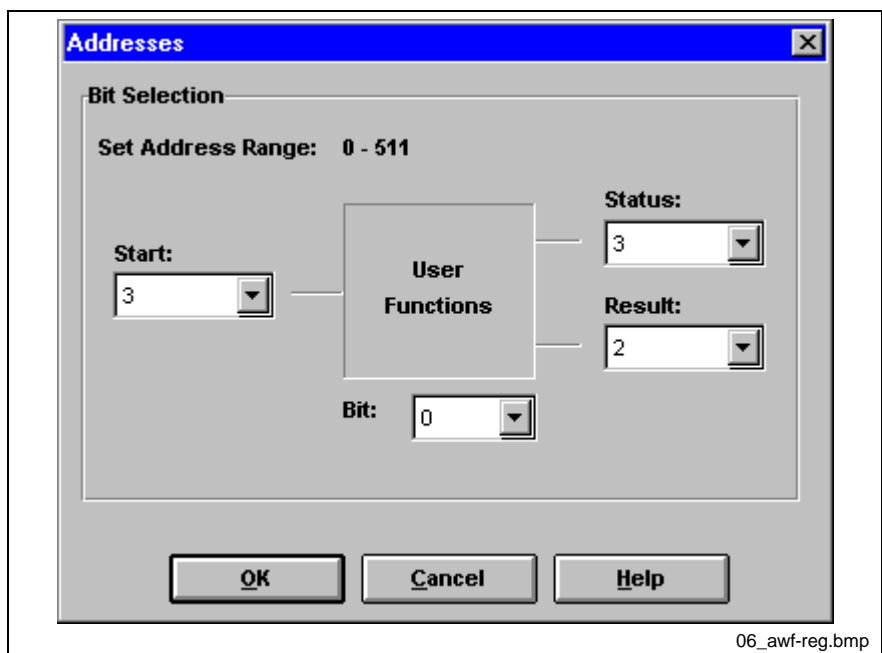 Addresses
Bit Selection
Set Address Range: 0 - 511
Start:
3
User
Functions
Status:
3
Result:
2
Bit: 0
OK Cancel Help
06_awf-reg.bmp